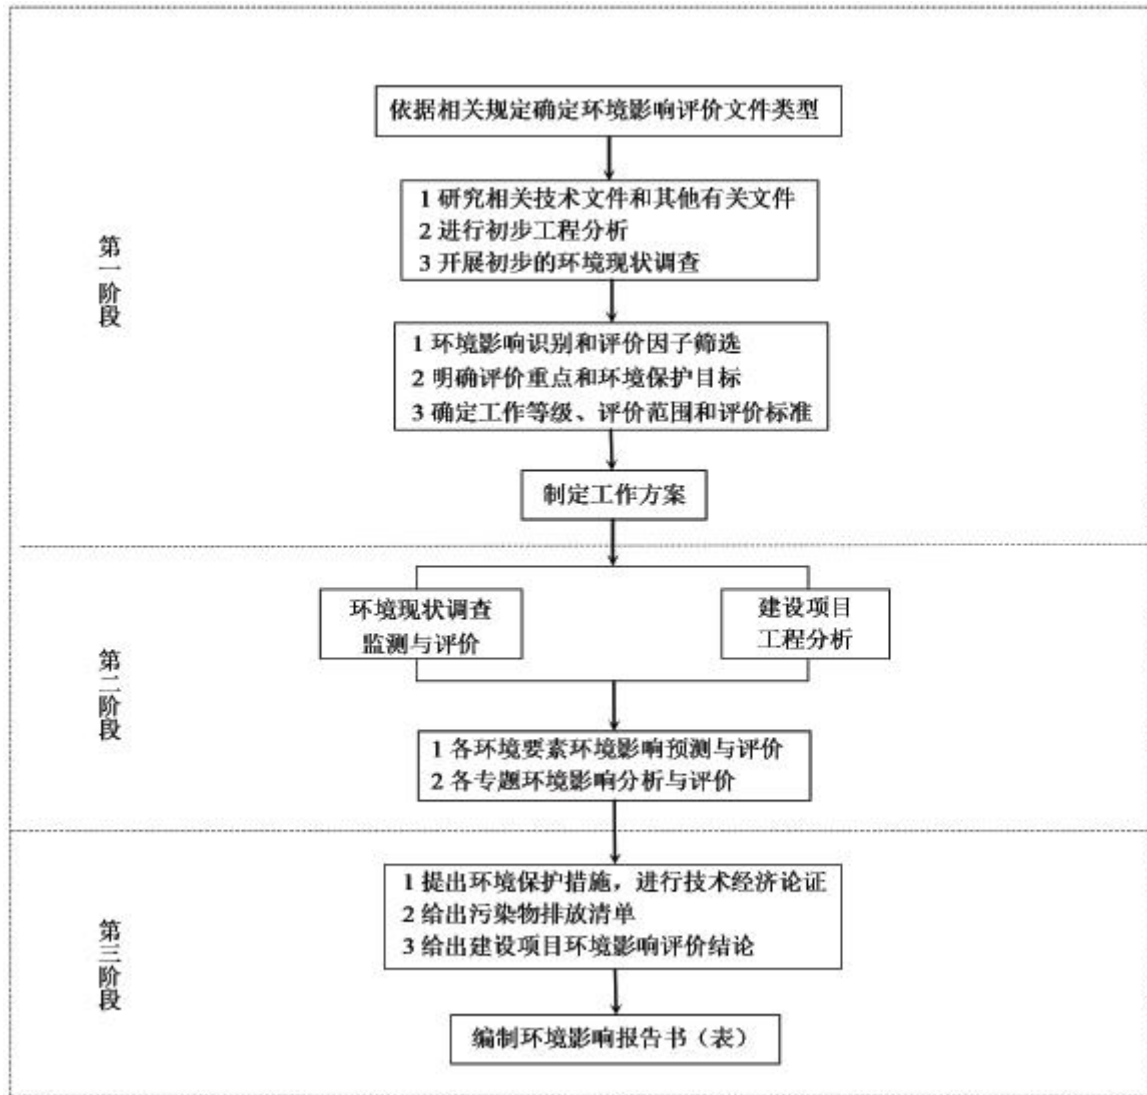 依据相关规定确定环境影响评价文件类型
1 研究相关技术文件和其他有关文件
2 进行初步工程分析
3 开展初步的环境现状调查
第一阶段
1 环境影响识别和评价因子筛选
2 明确评价重点和环境保护目标
3 确定工作等级、评价范围和评价标准
制定工作方案
环境现状调查
监测与评价
建设项目
工程分析
第二阶段
1 各环境要素环境影响预测与评价
2 各专题环境影响分析与评价
1 提出环境保护措施，进行技术经济论证
2 给出污染物排放清单
3 给出建设项目环境影响评价结论
第三阶段
编制环境影响报告书（表）